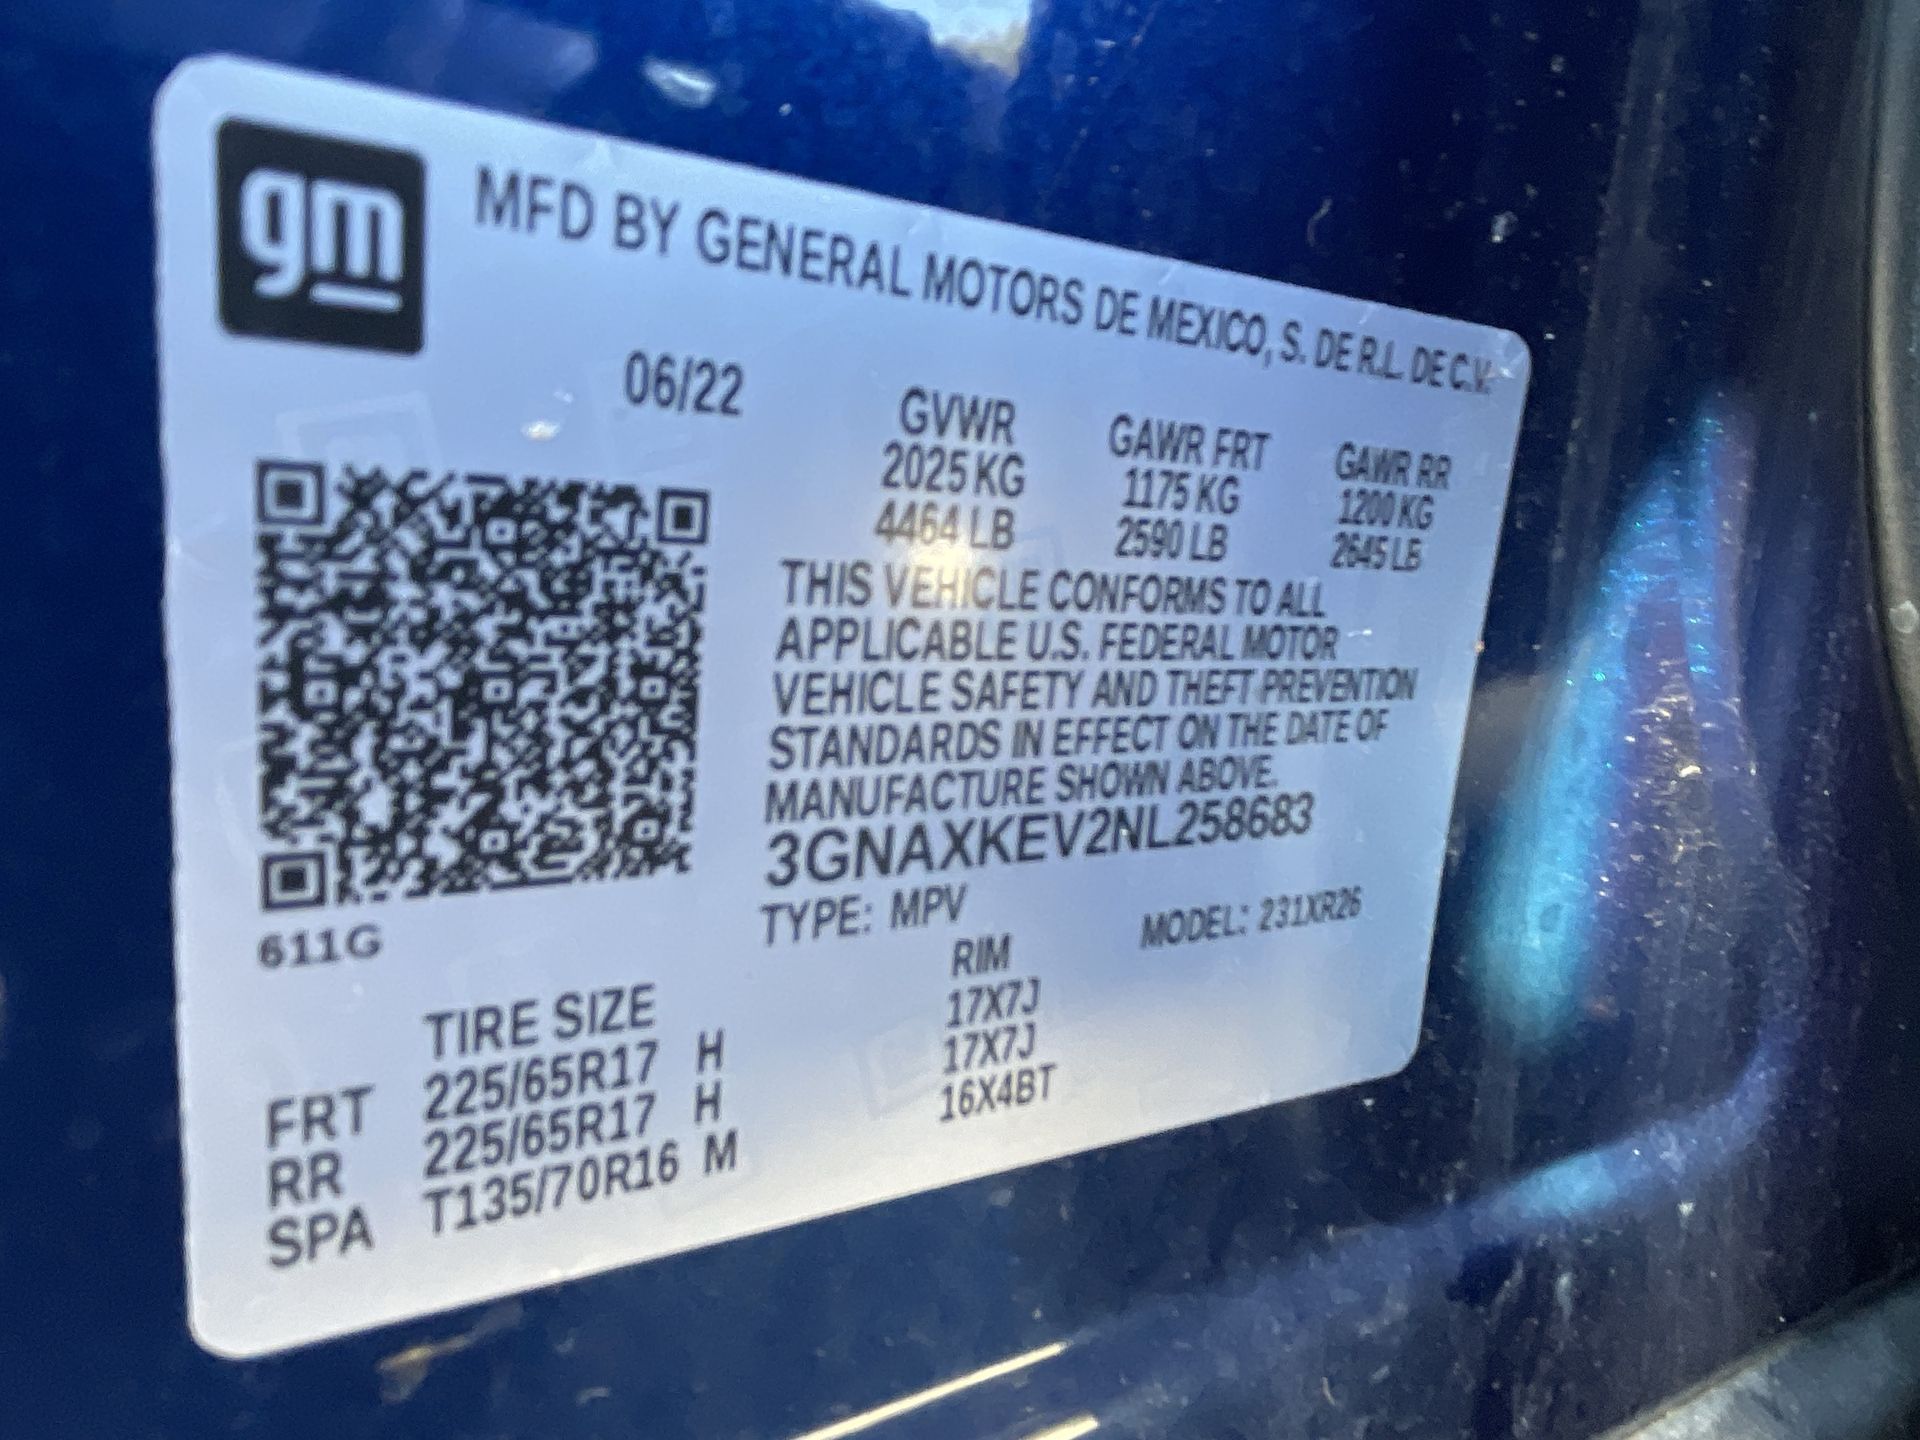 gm
MFD BY GENERAL MOTORS DE MEXICO, S. DE R.L. DE C.V.
06/22
GVWR GAWR FRT GAWR RR
2025 KG 1175 KG 1200 KG
4464 LB 2590 LB 2645 LB
THIS VEHICLE CONFORMS TO ALL
APPLICABLE U.S. FEDERAL MOTOR
VEHICLE SAFETY AND THEFT PREVENTION
STANDARDS IN EFFECT ON THE DATE OF
MANUFACTURE SHOWN ABOVE.
3GNAXKEV2NL258683
TYPE: MPV MODEL: 231XR26
611G
TIRE SIZE RIM
FRT 225/65R17 H 17X7J
RR 225/65R17 H 17X7J
SPA T135/70R16 M 16X4BT